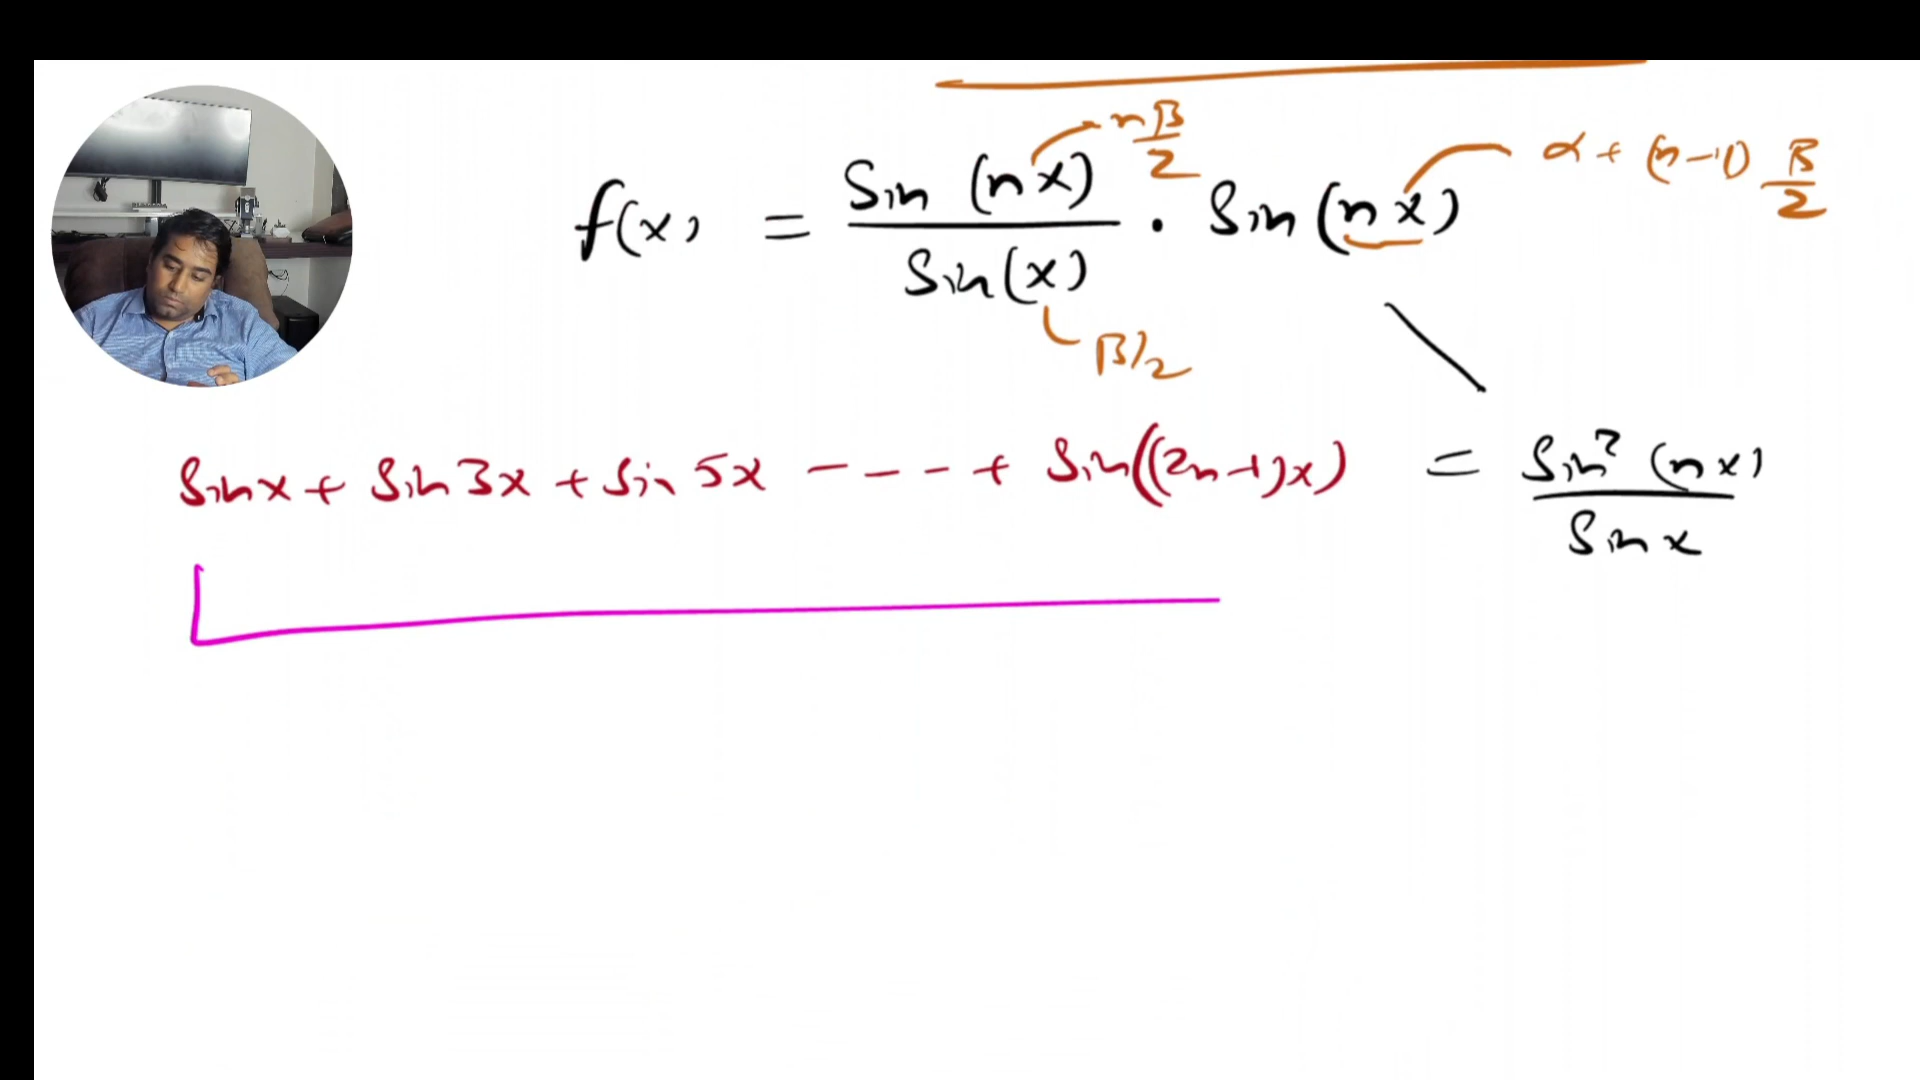 f(x) = sin(nx)/sin(x) · sin(nx)
nβ/2
α + (n-1) β/2
β/2
sinx + sin3x + sin5x ---- + sin((2n-1)x) = sin²(nx)/sinx